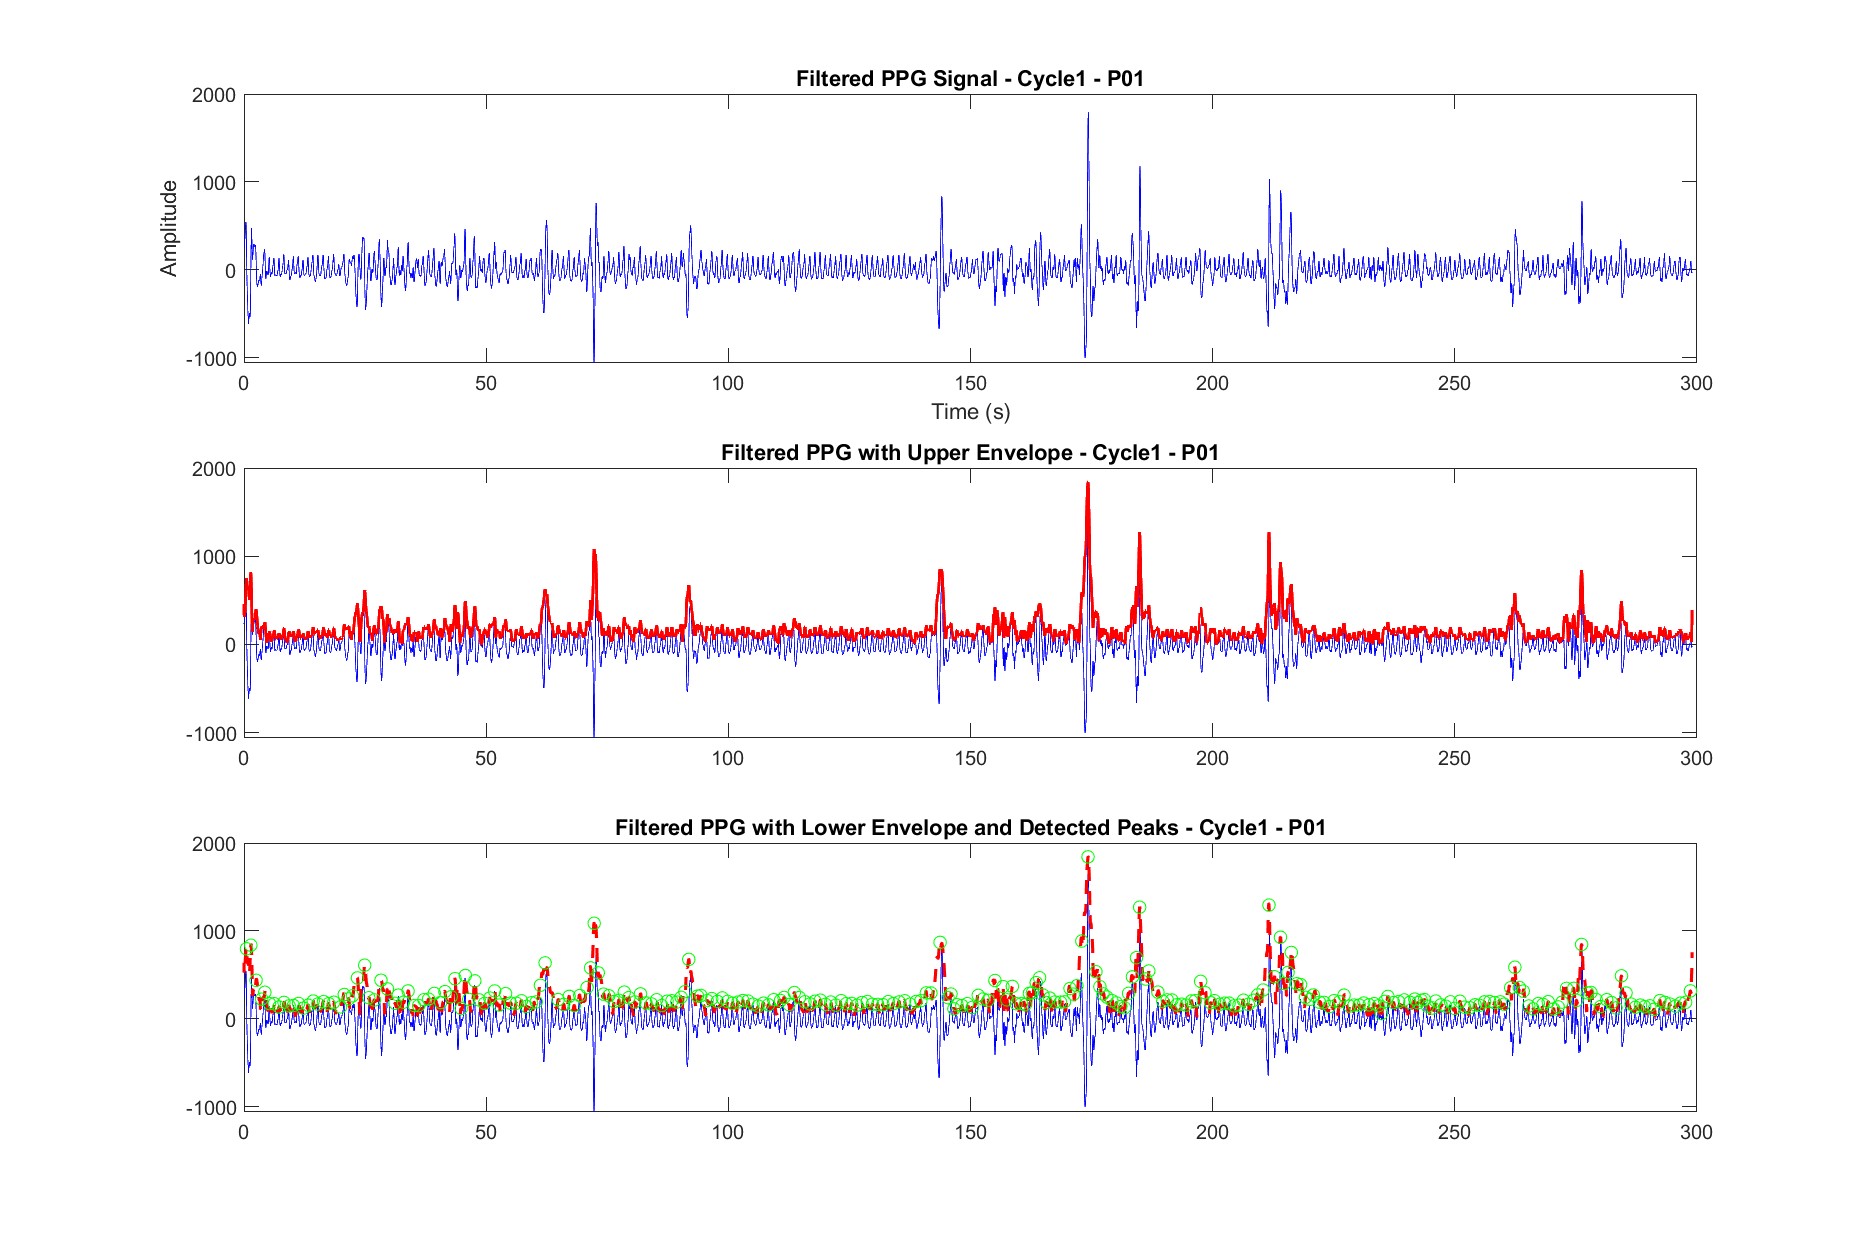 Filtered PPG Signal - Cycle1 - P01
2000
1000
0
-1000
Amplitude
0 50 100 150 200 250 300
Time (s)
Filtered PPG with Upper Envelope - Cycle1 - P01
2000
1000
0
-1000
0 50 100 150 200 250 300
Filtered PPG with Lower Envelope and Detected Peaks - Cycle1 - P01
2000
1000
0
-1000
0 50 100 150 200 250 300